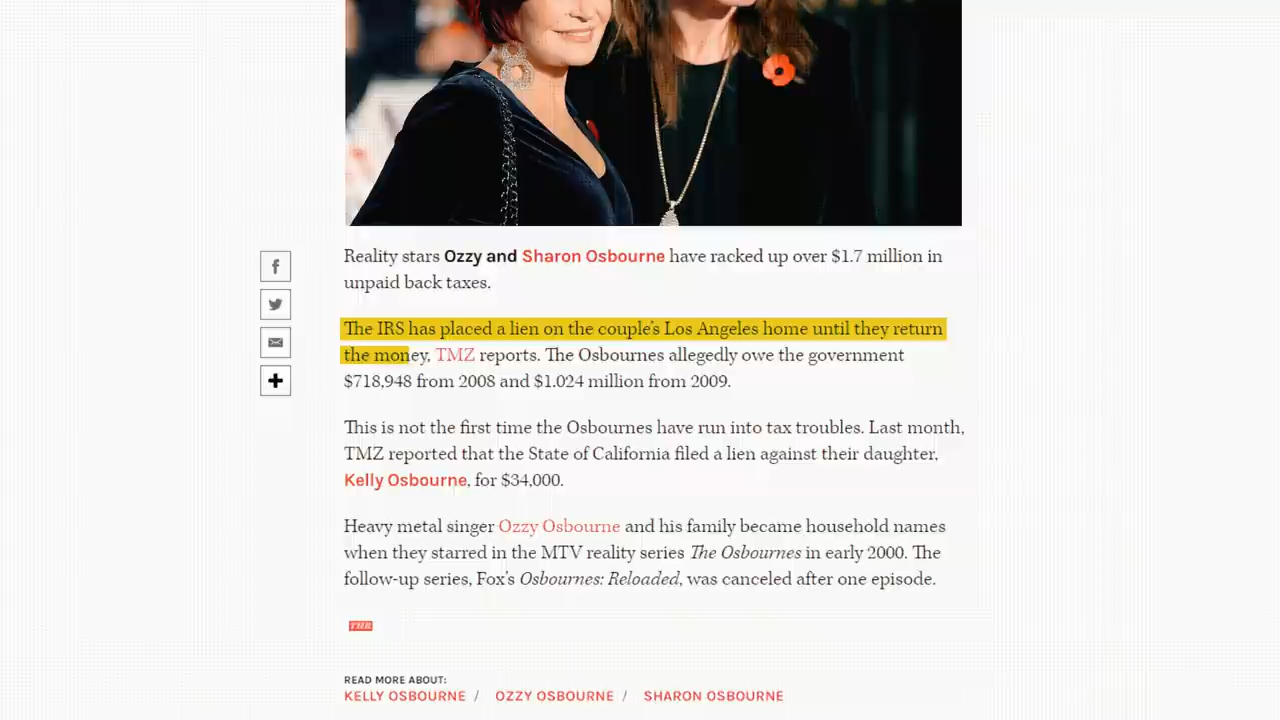 Reality stars Ozzy and Sharon Osbourne have racked up over $1.7 million in
unpaid back taxes.
The IRS has placed a lien on the couple's Los Angeles home until they return
the money, TMZ reports. The Osbournes allegedly owe the government
$718,948 from 2008 and $1.024 million from 2009.
This is not the first time the Osbournes have run into tax troubles. Last month,
TMZ reported that the State of California filed a lien against their daughter,
Kelly Osbourne, for $34,000.
Heavy metal singer Ozzy Osbourne and his family became household names
when they starred in the MTV reality series The Osbournes in early 2000. The
follow-up series, Fox's Osbournes: Reloaded, was canceled after one episode.
THR
READ MORE ABOUT:
KELLY OSBOURNE / OZZY OSBOURNE / SHARON OSBOURNE